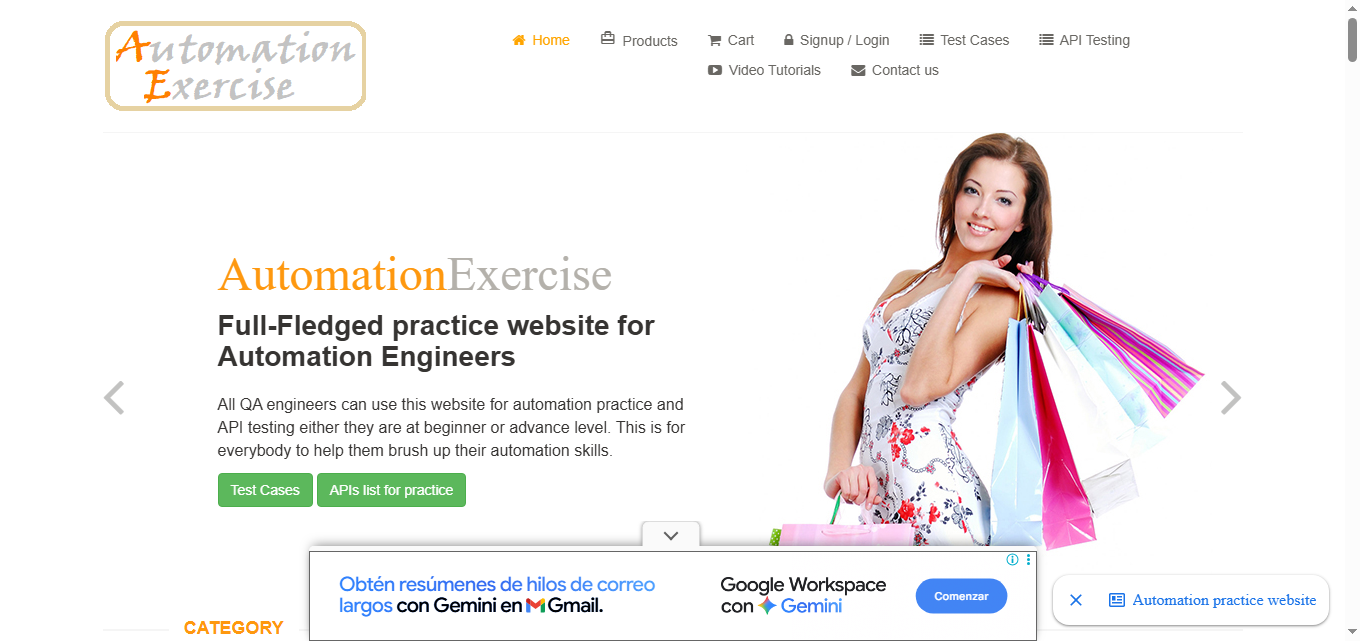 Automation
Exercise
Home
Products
Cart
Signup / Login
Test Cases
API Testing
Video Tutorials
Contact us
AutomationExercise
Full-Fledged practice website for
Automation Engineers
All QA engineers can use this website for automation practice and
API testing either they are at beginner or advance level. This is for
everybody to help them brush up their automation skills.
Test Cases
APIs list for practice
Obtén resúmenes de hilos de correo
largos con Gemini en Gmail.
Google Workspace
con Gemini
Comenzar
Automation practice website
CATEGORY